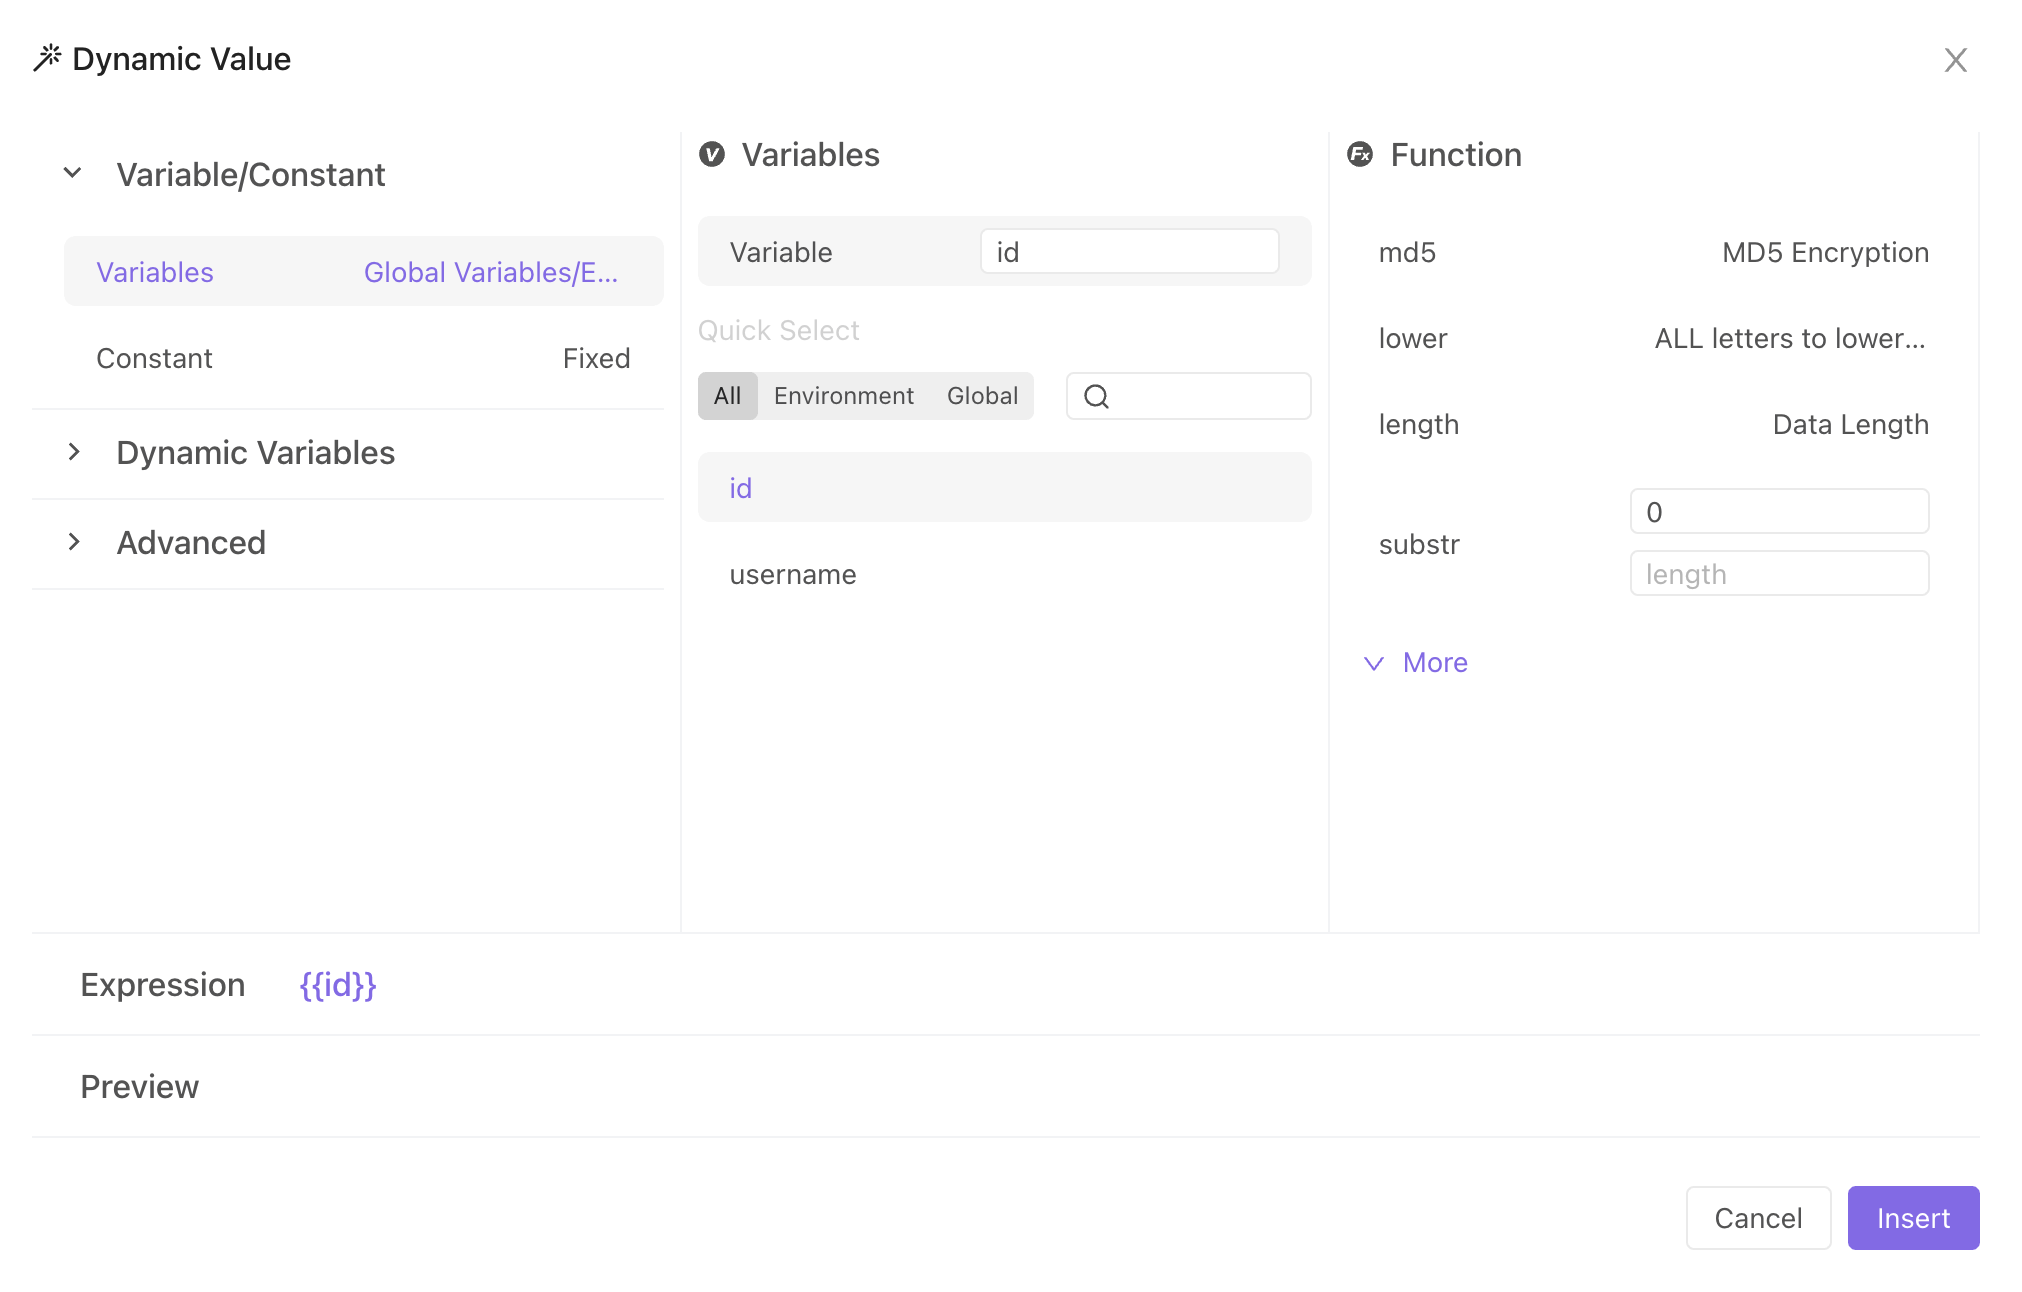 Dynamic Value
Variable/Constant
Variables Global Variables/E...
Constant Fixed
Dynamic Variables
Advanced
V Variables
Variable id
Quick Select
All Environment Global
id
username
Fx Function
md5 MD5 Encryption
lower ALL letters to lower...
length Data Length
substr 0
length
More
Expression {{id}}
Preview
Cancel Insert